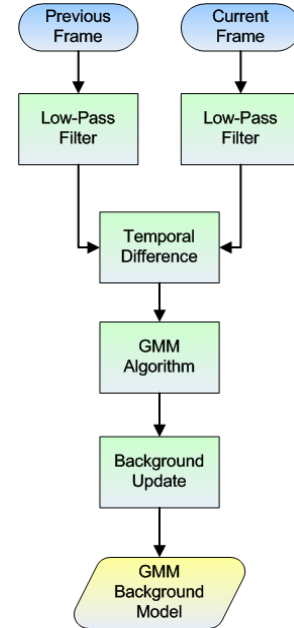 Previous
Frame
Current
Frame
Low-Pass
Filter
Low-Pass
Filter
Temporal
Difference
GMM
Algorithm
Background
Update
GMM
Background
Model